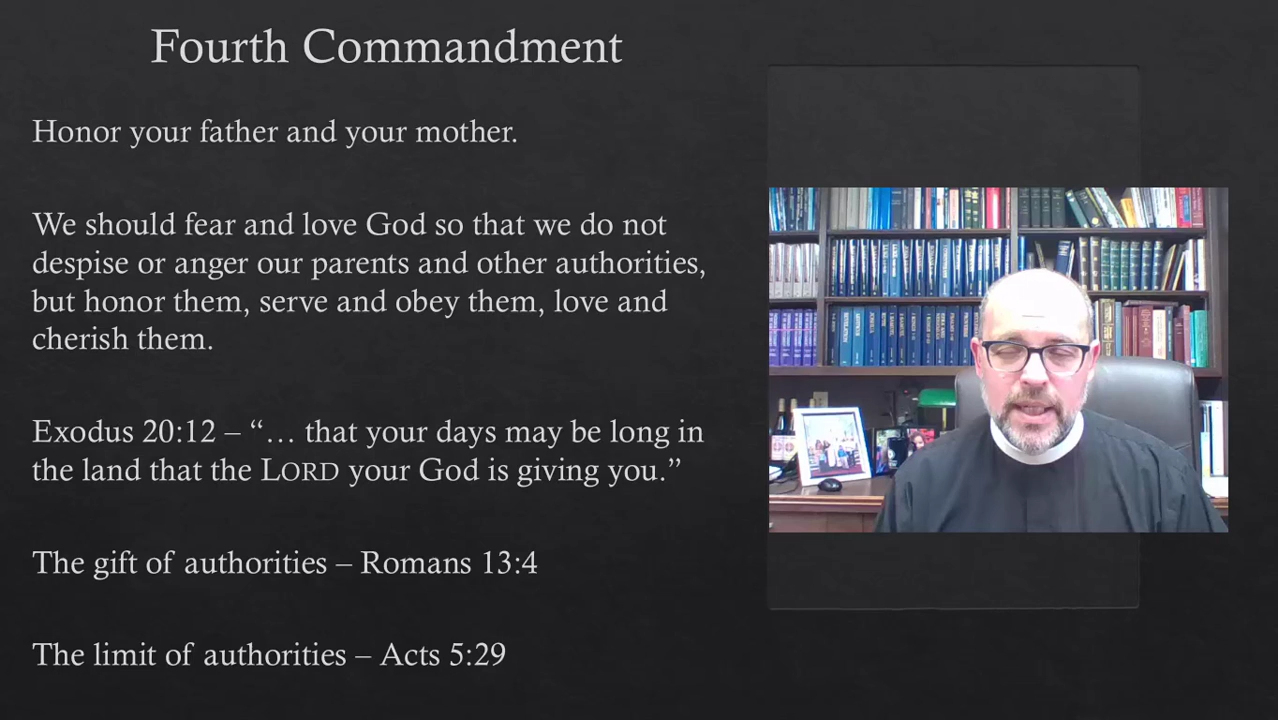 Fourth Commandment
Honor your father and your mother.
We should fear and love God so that we do not
despise or anger our parents and other authorities,
but honor them, serve and obey them, love and
cherish them.
Exodus 20:12 – “… that your days may be long in
the land that the LORD your God is giving you.”
The gift of authorities – Romans 13:4
The limit of authorities – Acts 5:29